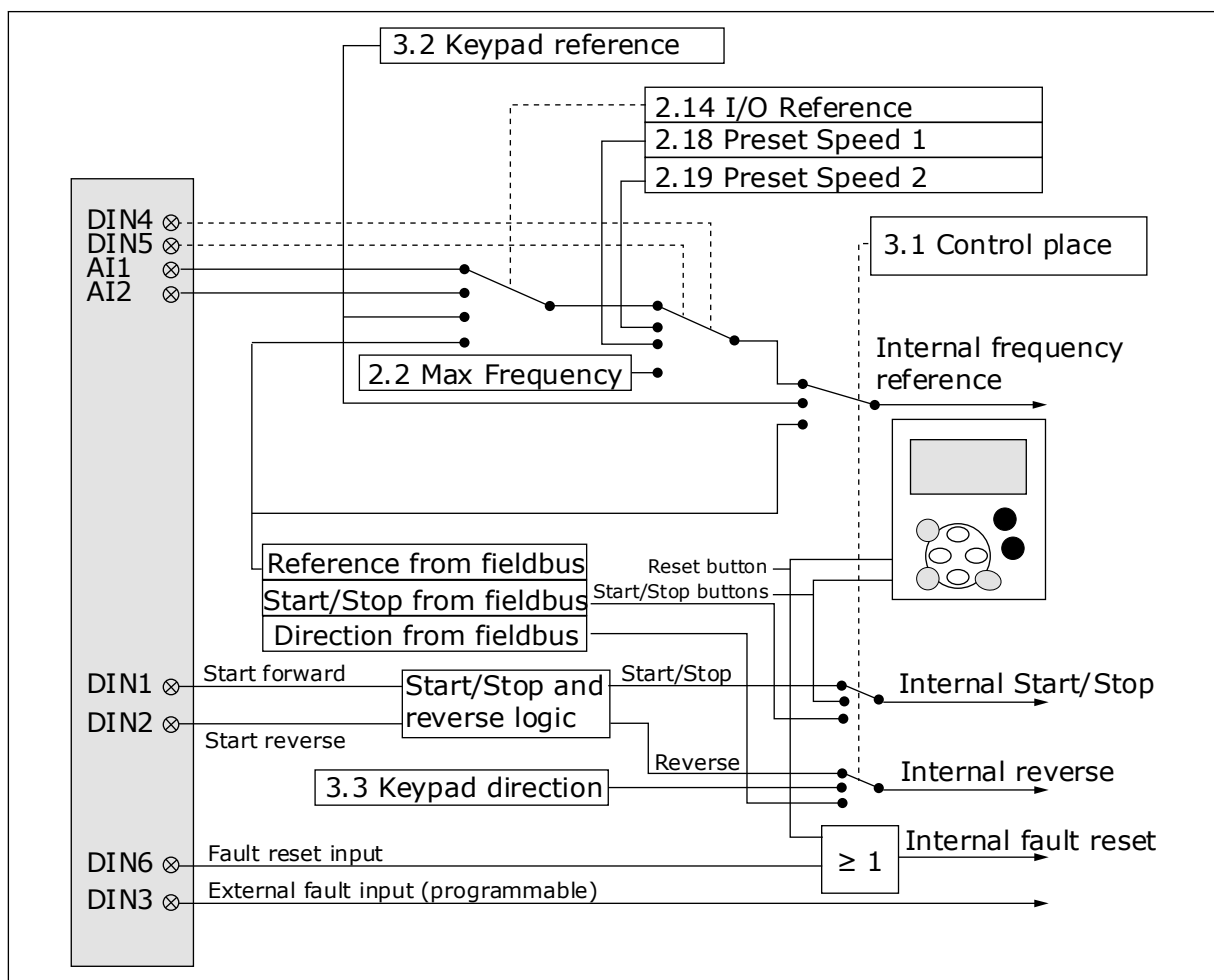 3.2 Keypad reference
2.14 I/O Reference
2.18 Preset Speed 1
2.19 Preset Speed 2
DIN4
DIN5
AI1
AI2
3.1 Control place
2.2 Max Frequency
Internal frequency
reference
Reference from fieldbus
Start/Stop from fieldbus
Direction from fieldbus
Reset button
Start/Stop buttons
DIN1
Start forward
DIN2
Start reverse
Start/Stop and
reverse logic
Start/Stop
Internal Start/Stop
Reverse
3.3 Keypad direction
Internal reverse
DIN6
Fault reset input
≥ 1
Internal fault reset
DIN3
External fault input (programmable)